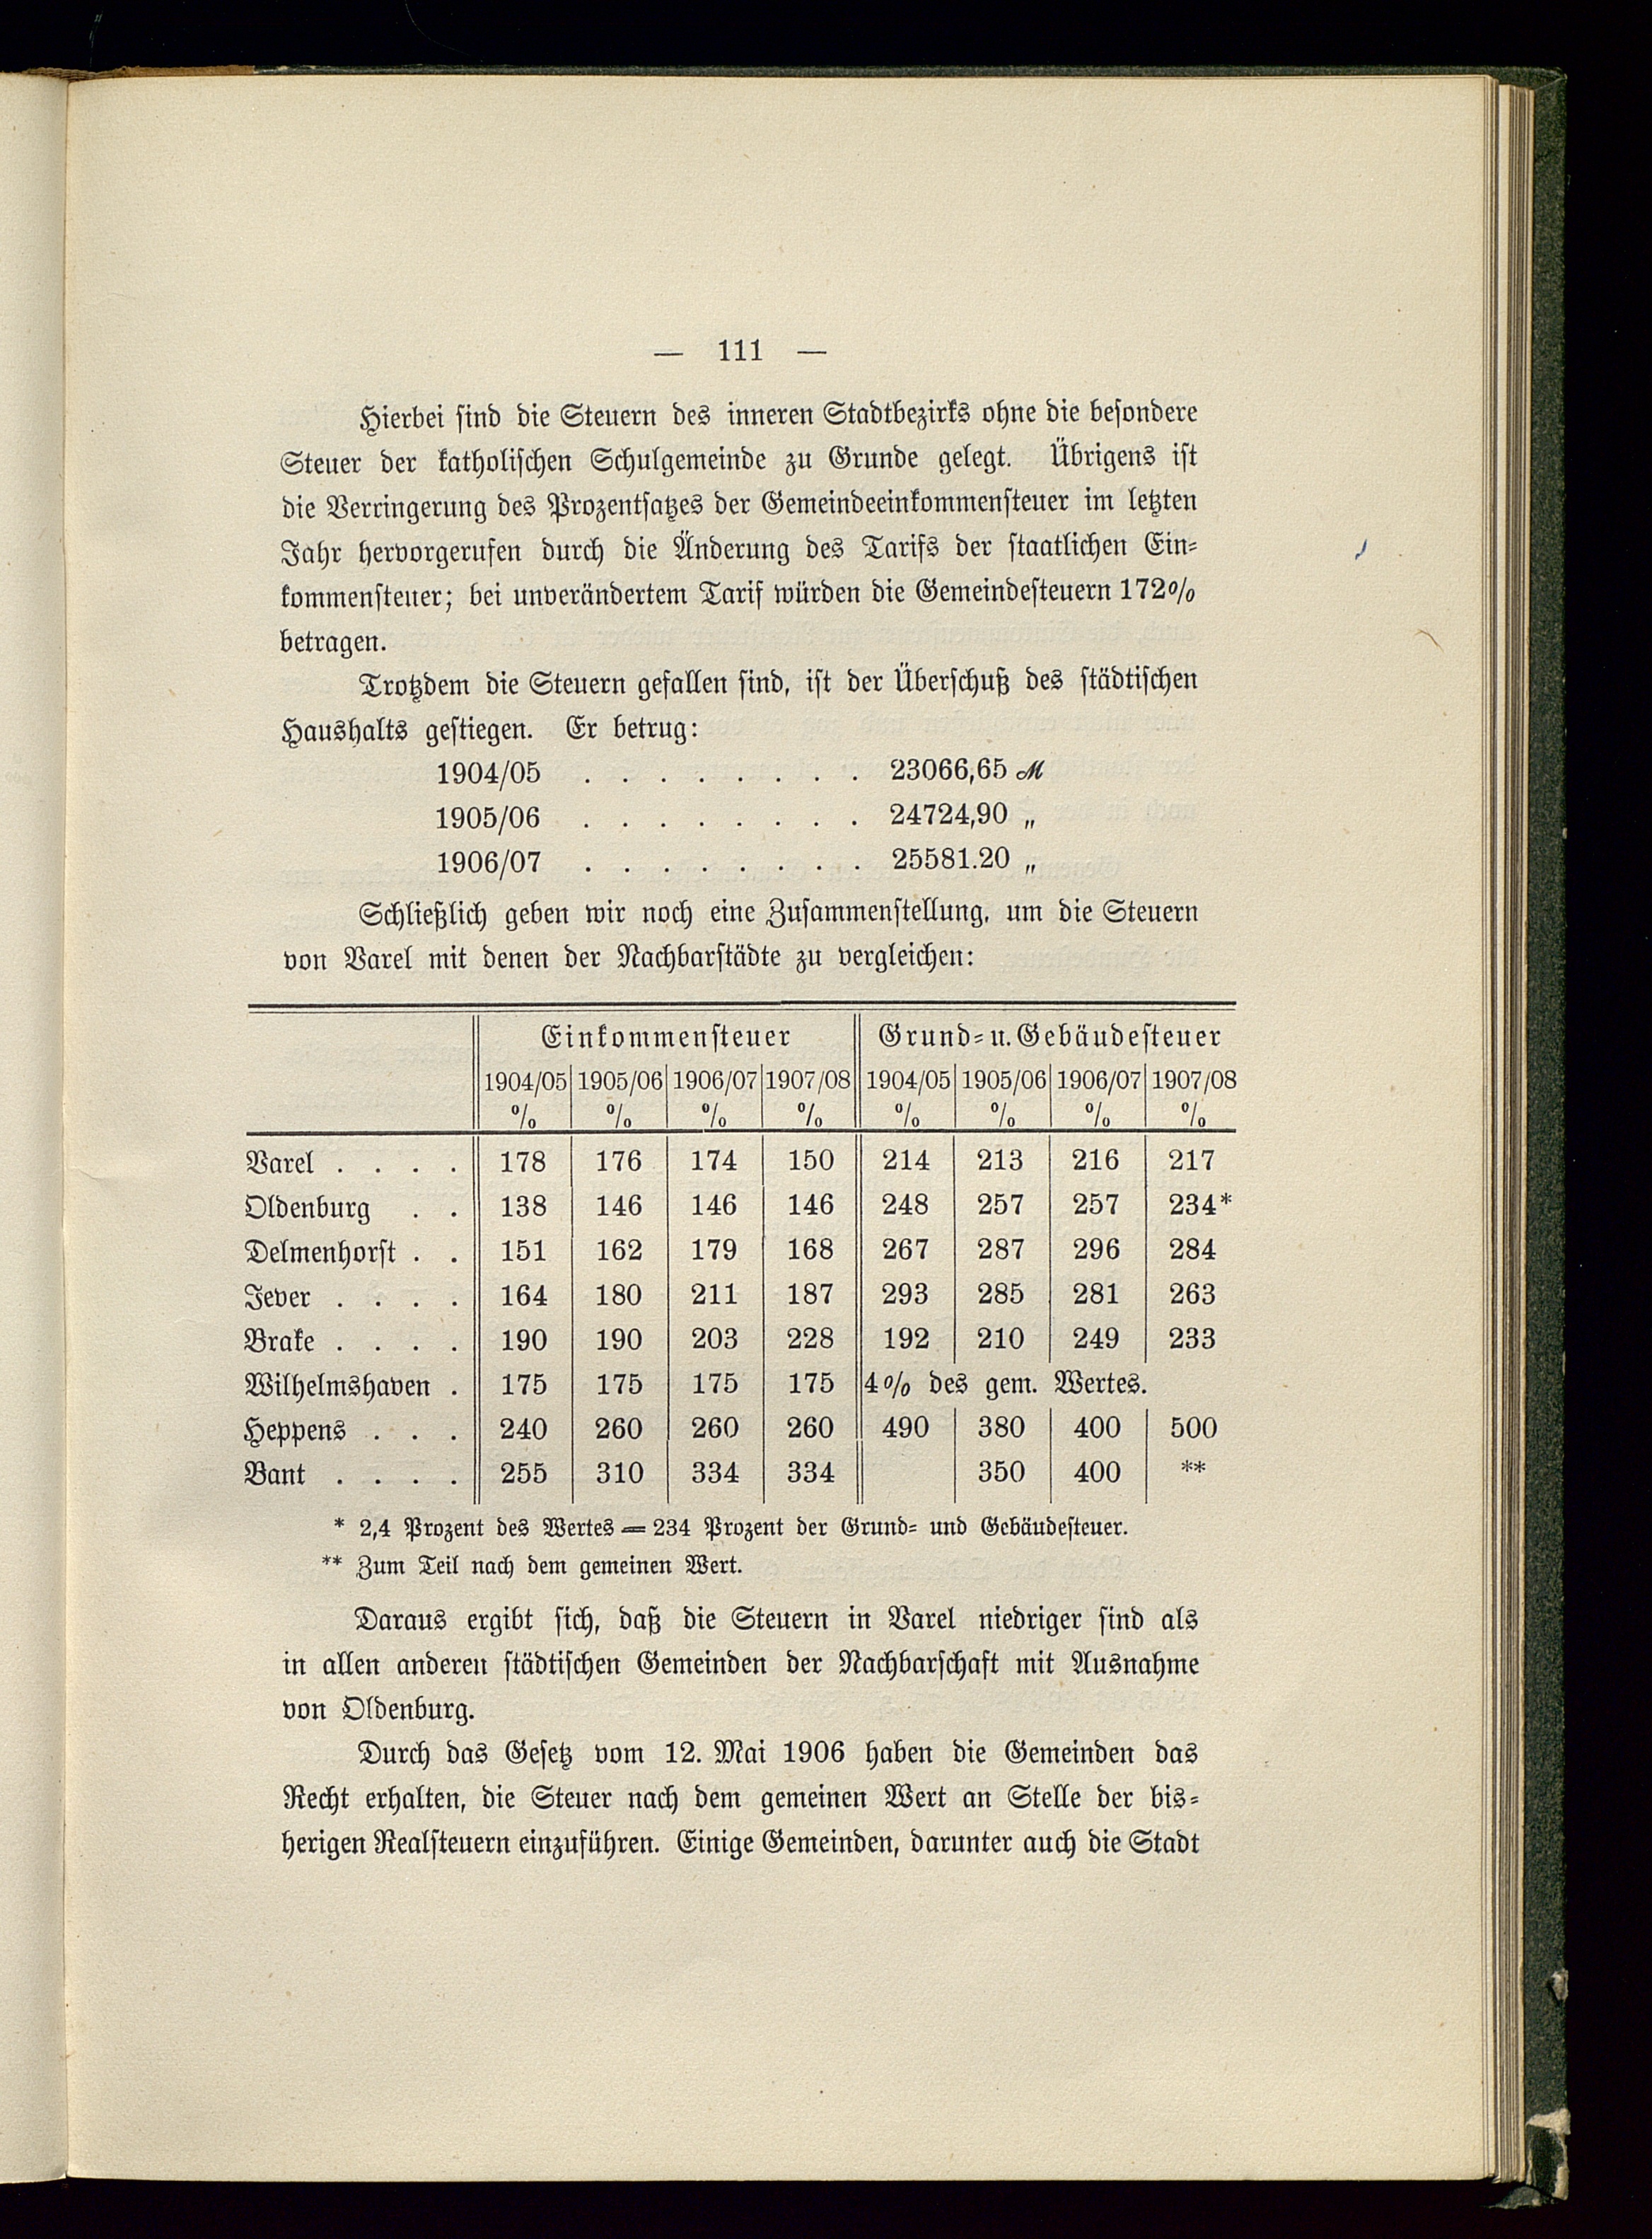 — 111 —
Hierbei sind die Steuern des inneren Stadtbezirks ohne die besondere
Steuer der katholischen Schulgemeinde zu Grunde gelegt. Übrigens ist
die Verringerung des Prozentsatzes der Gemeindeeinkommensteuer im letzten
Jahr hervorgerufen durch die Änderung des Tarifs der staatlichen Ein-
kommensteuer; bei unverändertem Tarif würden die Gemeindesteuern 172%
betragen.
Trotzdem die Steuern gefallen sind, ist der Überschuß des städtischen
Haushalts gestiegen. Er betrug:
1904/05 . . . . . . . . 23066,65 ℳ
1905/06 . . . . . . . . 24724,90 „
1906/07 . . . . . . . . 25581.20 „
Schließlich geben wir noch eine Zusammenstellung, um die Steuern
von Varel mit denen der Nachbarstädte zu vergleichen:
Einkommensteuer Grund- u. Gebäudesteuer
1904/05 1905/06 1906/07 1907/08 1904/05 1905/06 1906/07 1907/08
% % % % % % % %
Varel . . . . 178 176 174 150 214 213 216 217
Oldenburg . . 138 146 146 146 248 257 257 234*
Delmenhorst . . 151 162 179 168 267 287 296 284
Jever . . . . 164 180 211 187 293 285 281 263
Brake . . . . 190 190 203 228 192 210 249 233
Wilhelmshaven . 175 175 175 175 4% des gem. Wertes.
Heppens . . . 240 260 260 260 490 380 400 500
Bant . . . . 255 310 334 334 350 400 **
* 2,4 Prozent des Wertes = 234 Prozent der Grund- und Gebäudesteuer.
** Zum Teil nach dem gemeinen Wert.
Daraus ergibt sich, daß die Steuern in Varel niedriger sind als
in allen anderen städtischen Gemeinden der Nachbarschaft mit Ausnahme
von Oldenburg.
Durch das Gesetz vom 12. Mai 1906 haben die Gemeinden das
Recht erhalten, die Steuer nach dem gemeinen Wert an Stelle der bis-
herigen Realsteuern einzuführen. Einige Gemeinden, darunter auch die Stadt